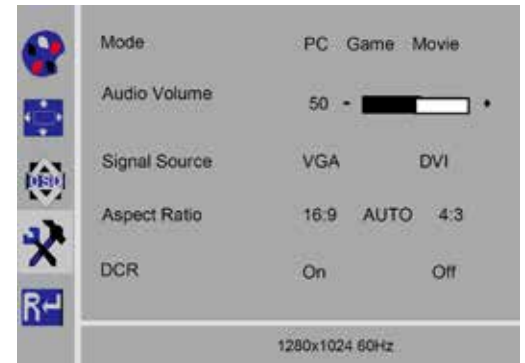 Mode PC Game Movie
Audio Volume 50 - +
Signal Source VGA DVI
OSD
Aspect Ratio 16:9 AUTO 4:3
DCR On Off
R
1280x1024 60Hz